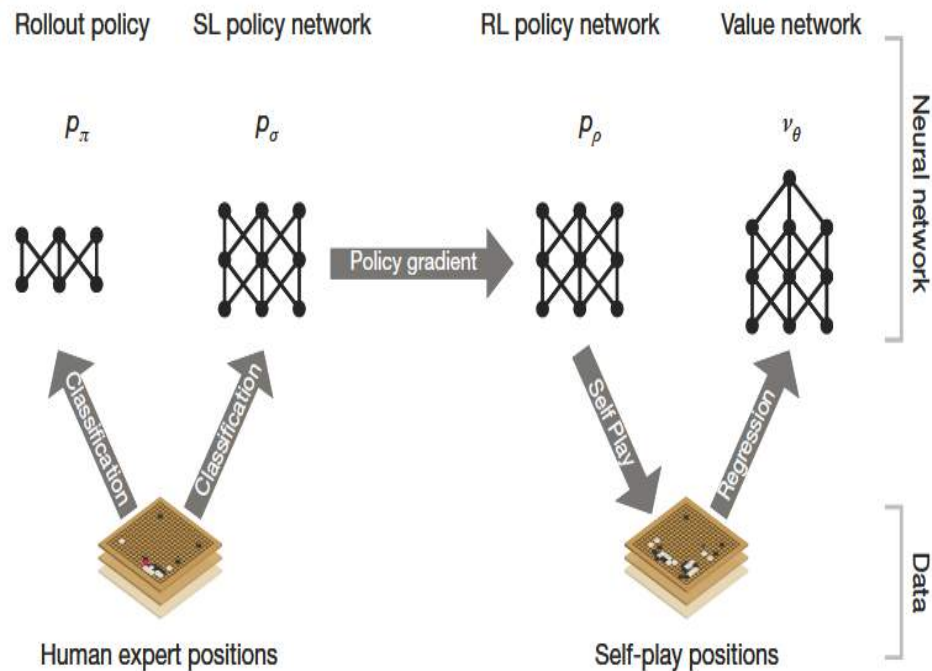 Rollout policy
SL policy network
RL policy network
Value network
pπ
pσ
pρ
νθ
Neural network
Policy gradient
Classification
Classification
Self Play
Regression
Data
Human expert positions
Self-play positions